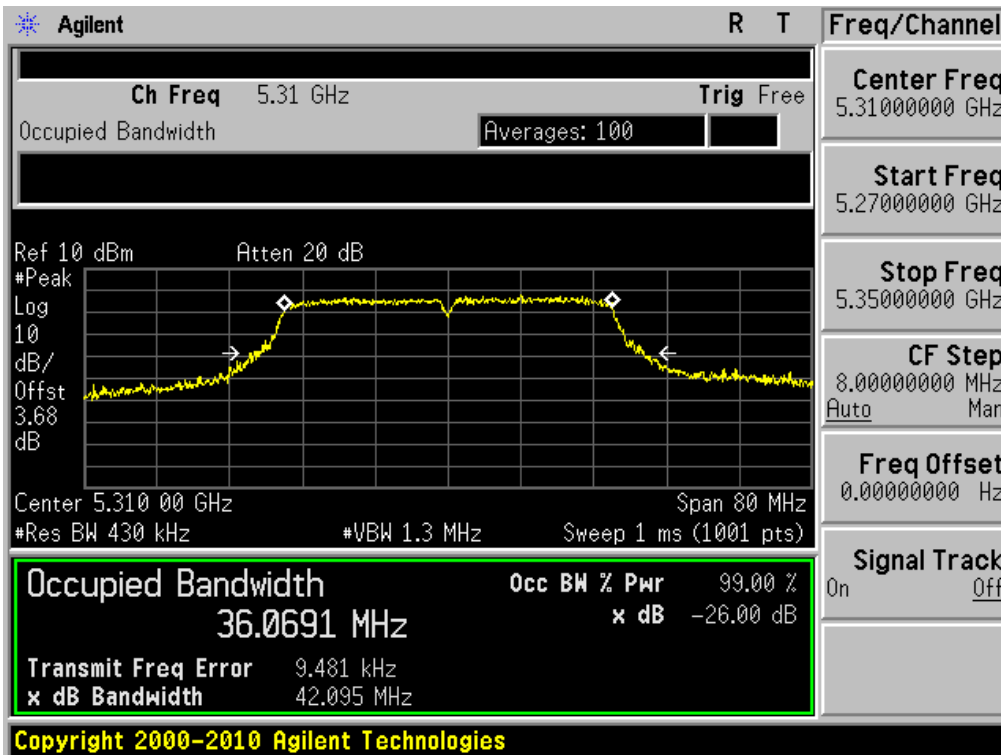 Agilent R T Freq/Channel
Ch Freq 5.31 GHz Trig Free
Occupied Bandwidth Averages: 100
Center Freq
5.31000000 GHz
Start Freq
5.27000000 GHz
Stop Freq
5.35000000 GHz
CF Step
8.00000000 MHz
Auto Man
Freq Offset
0.00000000 Hz
Signal Track
On Off
Ref 10 dBm Atten 20 dB
#Peak
Log
10
dB/
Offst
3.68
dB
Center 5.310 00 GHz Span 80 MHz
#Res BW 430 kHz #VBW 1.3 MHz Sweep 1 ms (1001 pts)
Occupied Bandwidth Occ BW % Pwr 99.00 %
36.0691 MHz x dB -26.00 dB
Transmit Freq Error 9.481 kHz
x dB Bandwidth 42.095 MHz
Copyright 2000-2010 Agilent Technologies